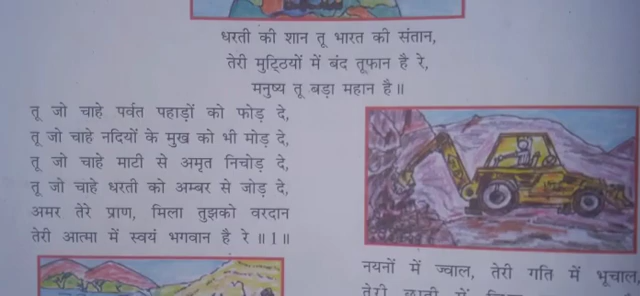 धरती की शान तू भारत की संतान,
तेरी मुट्ठियों में बंद तूफान है रे,
मनुष्य तू बड़ा महान है॥
तू जो चाहे पर्वत पहाड़ों को फोड़ दे,
तू जो चाहे नदियों के मुख को भी मोड़ दे,
तू जो चाहे माटी से अमृत निचोड़ दे,
तू जो चाहे धरती को अम्बर से जोड़ दे,
अमर तेरे प्राण, मिला तुझको वरदान
तेरी आत्मा में स्वयं भगवान है रे ॥1॥
नयनों में ज्वाल, तेरी गति में भूचाल,
तेरी छाती में